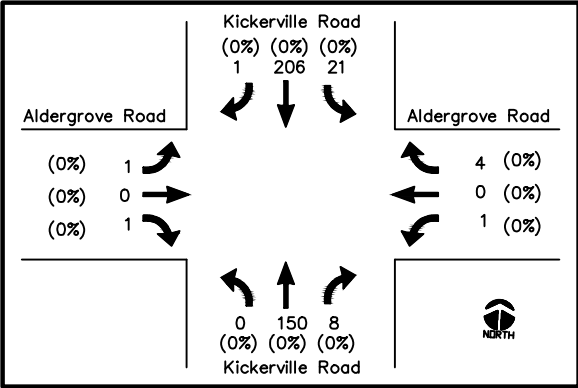 Kickerville Road
(0%) (0%) (0%)
1 206 21
Aldergrove Road
Aldergrove Road
(0%) 1
(0%) 0
(0%) 1
4 (0%)
0 (0%)
1 (0%)
0 150 8
(0%) (0%) (0%)
Kickerville Road
NORTH